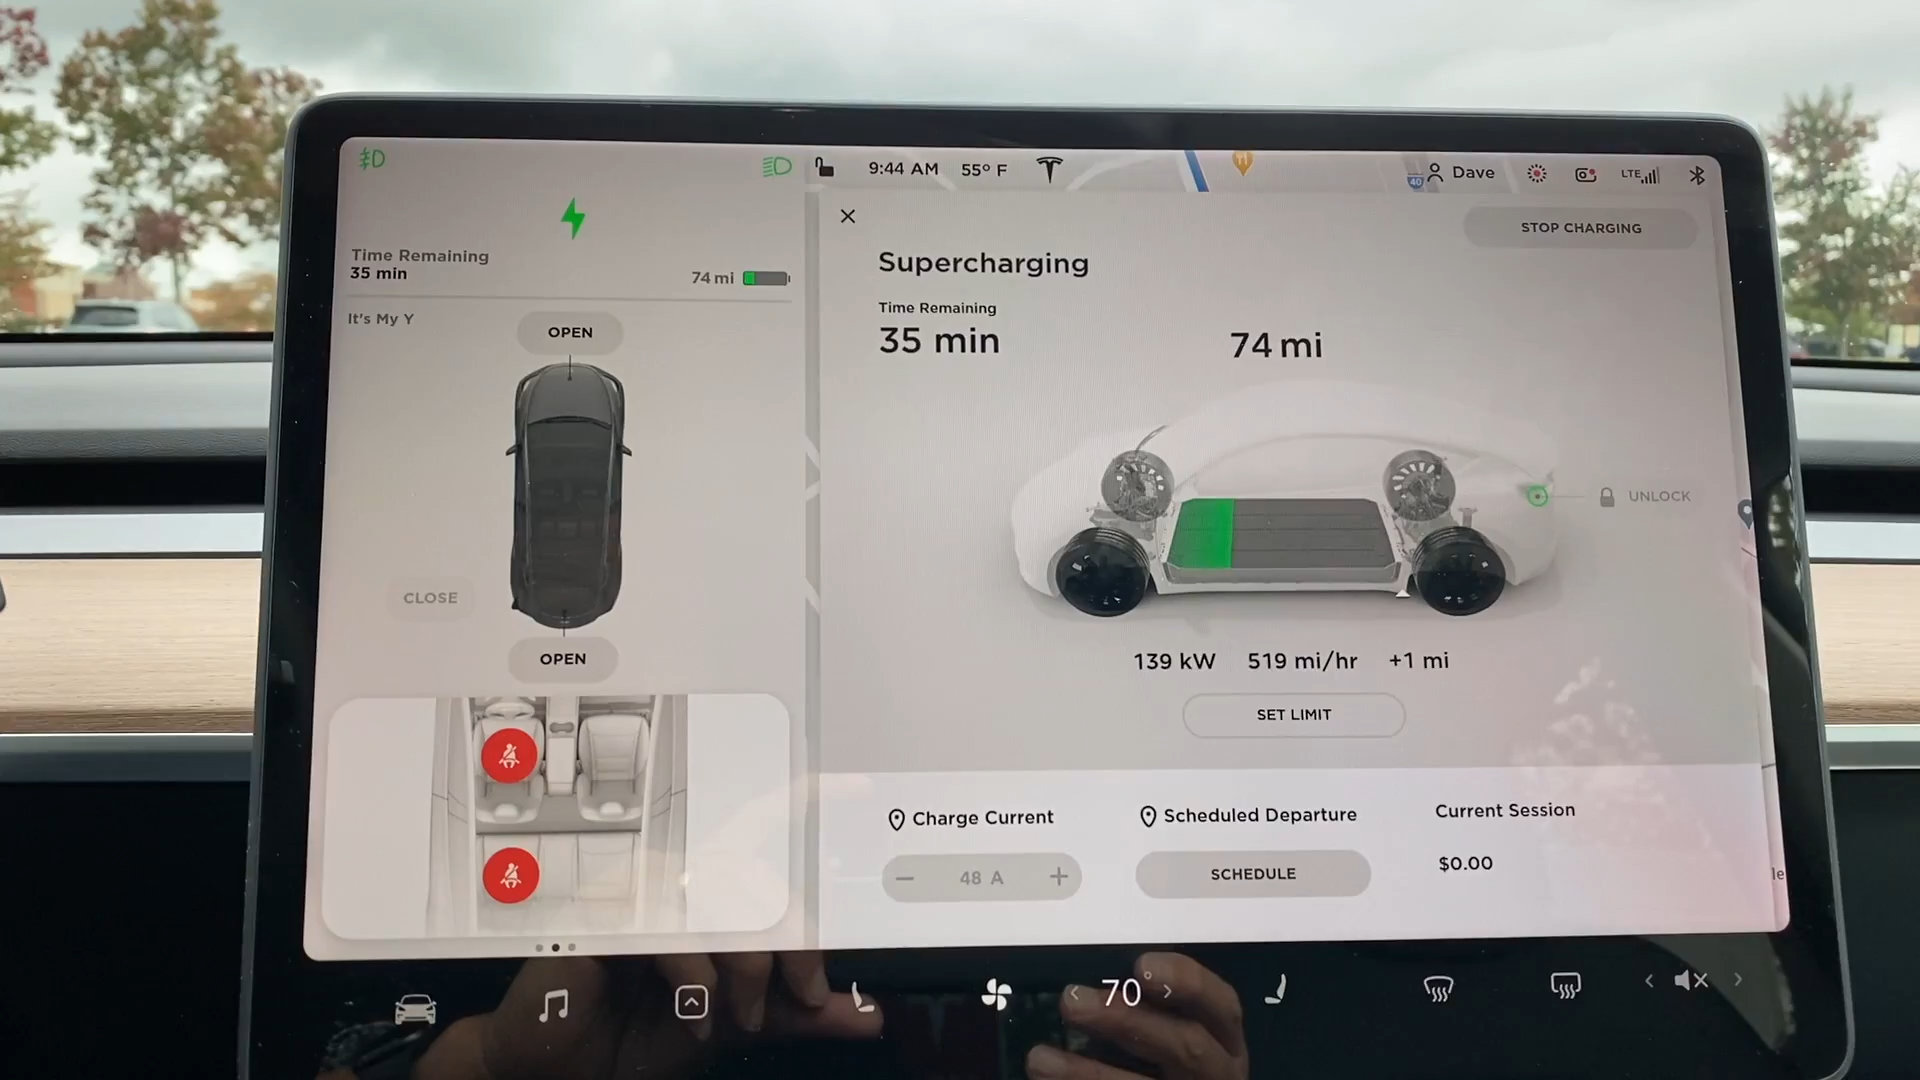 9:44 AM 55° F
40 Dave LTE
Time Remaining
35 min
74 mi
It's My Y
OPEN
CLOSE
OPEN
STOP CHARGING
Supercharging
Time Remaining
35 min
74 mi
UNLOCK
139 kW 519 mi/hr +1 mi
SET LIMIT
Charge Current
− 48 A +
Scheduled Departure
SCHEDULE
Current Session
$0.00
le
< 70° >